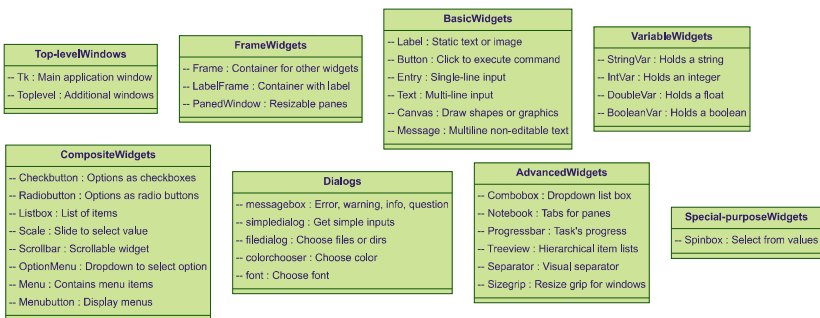 Top-levelWindows
-- Tk : Main application window
-- Toplevel : Additional windows
FrameWidgets
-- Frame : Container for other widgets
-- LabelFrame : Container with label
-- PanedWindow : Resizable panes
BasicWidgets
-- Label : Static text or image
-- Button : Click to execute command
-- Entry : Single-line input
-- Text : Multi-line input
-- Canvas : Draw shapes or graphics
-- Message : Multiline non-editable text
VariableWidgets
-- StringVar : Holds a string
-- IntVar : Holds an integer
-- DoubleVar : Holds a float
-- BooleanVar : Holds a boolean
CompositeWidgets
-- Checkbutton : Options as checkboxes
-- Radiobutton : Options as radio buttons
-- Listbox : List of items
-- Scale : Slide to select value
-- Scrollbar : Scrollable widget
-- OptionMenu : Dropdown to select option
-- Menu : Contains menu items
-- Menubutton : Display menus
Dialogs
-- messagebox : Error, warning, info, question
-- simpledialog : Get simple inputs
-- filedialog : Choose files or dirs
-- colorchooser : Choose color
-- font : Choose font
AdvancedWidgets
-- Combobox : Dropdown list box
-- Notebook : Tabs for panes
-- Progressbar : Task's progress
-- Treeview : Hierarchical item lists
-- Separator : Visual separator
-- Sizegrip : Resize grip for windows
Special-purposeWidgets
-- Spinbox : Select from values